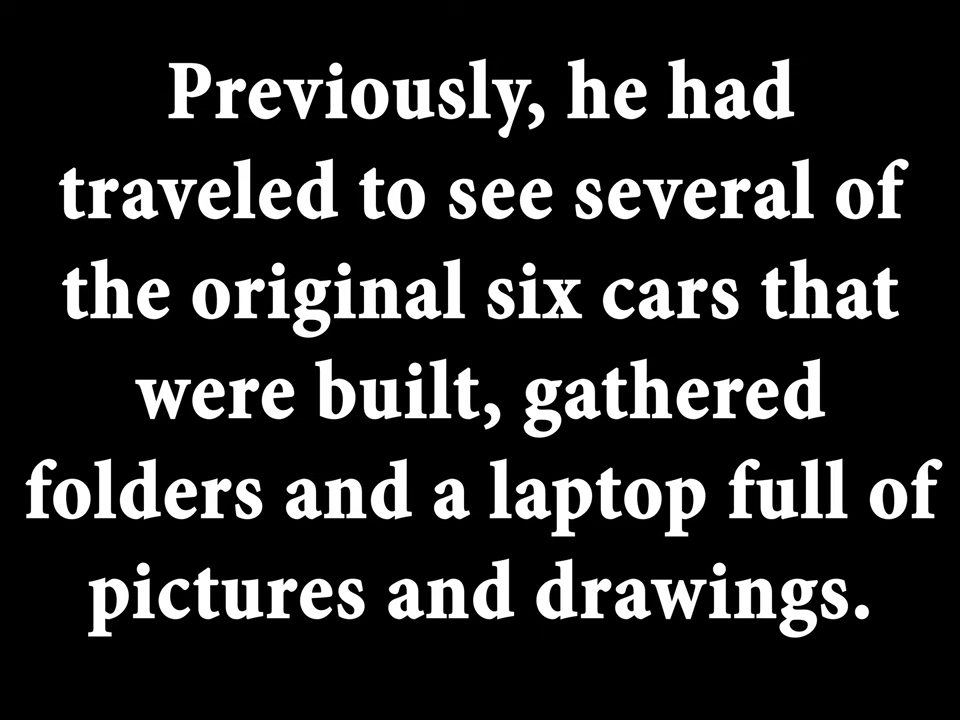 Previously, he had
traveled to see several of
the original six cars that
were built, gathered
folders and a laptop full of
pictures and drawings.